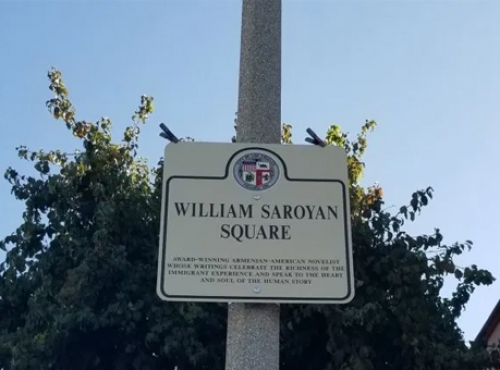 WILLIAM SAROYAN
SQUARE
AWARD-WINNING ARMENIAN-AMERICAN NOVELIST
WHOSE WRITINGS CELEBRATE THE RICHNESS OF THE
IMMIGRANT EXPERIENCE AND SPEAK TO THE HEART
AND SOUL OF THE HUMAN STORY